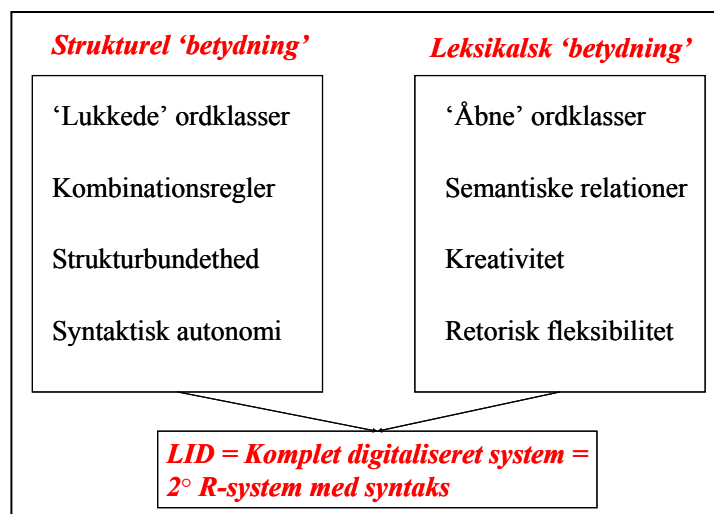 Strukturel ‘betydning’
‘Lukkede’ ordklasser
Kombinationsregler
Strukturbundethed
Syntaktisk autonomi
Leksikalsk ‘betydning’
‘Åbne’ ordklasser
Semantiske relationer
Kreativitet
Retorisk fleksibilitet
LID = Komplet digitaliseret system =
2° R-system med syntaks